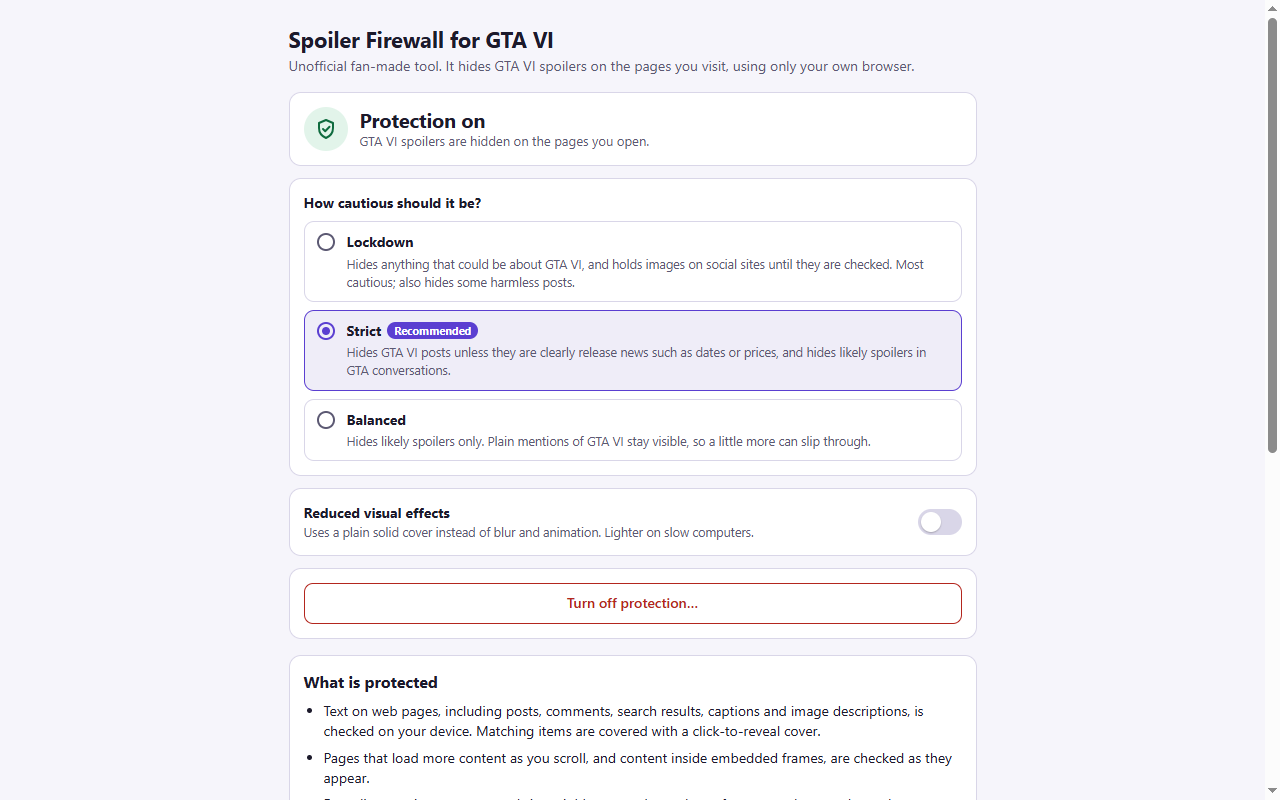 Spoiler Firewall for GTA VI
Unofficial fan-made tool. It hides GTA VI spoilers on the pages you visit, using only your own browser.
Protection on
GTA VI spoilers are hidden on the pages you open.
How cautious should it be?
Lockdown
Hides anything that could be about GTA VI, and holds images on social sites until they are checked. Most
cautious; also hides some harmless posts.
Strict Recommended
Hides GTA VI posts unless they are clearly release news such as dates or prices, and hides likely spoilers in
GTA conversations.
Balanced
Hides likely spoilers only. Plain mentions of GTA VI stay visible, so a little more can slip through.
Reduced visual effects
Uses a plain solid cover instead of blur and animation. Lighter on slow computers.
Turn off protection...
What is protected
• Text on web pages, including posts, comments, search results, captions and image descriptions, is
checked on your device. Matching items are covered with a click-to-reveal cover.
• Pages that load more content as you scroll, and content inside embedded frames, are checked as they
appear.